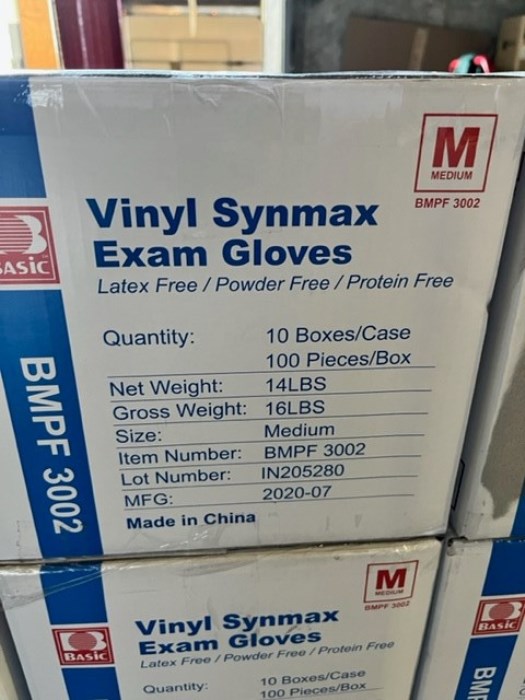 M
MEDIUM
BMPF 3002
Vinyl Synmax
Exam Gloves
Latex Free / Powder Free / Protein Free
BASIC
BMPF 3002
Quantity: 10 Boxes/Case
100 Pieces/Box
Net Weight: 14LBS
Gross Weight: 16LBS
Size: Medium
Item Number: BMPF 3002
Lot Number: IN205280
MFG: 2020-07
Made in China
M
MEDIUM
BMPF 3002
Vinyl Synmax
Exam Gloves
Latex Free / Powder Free / Protein Free
B
BASIC
Quantity: 10 Boxes/Case
100 Pieces/Box
BASIC
BM